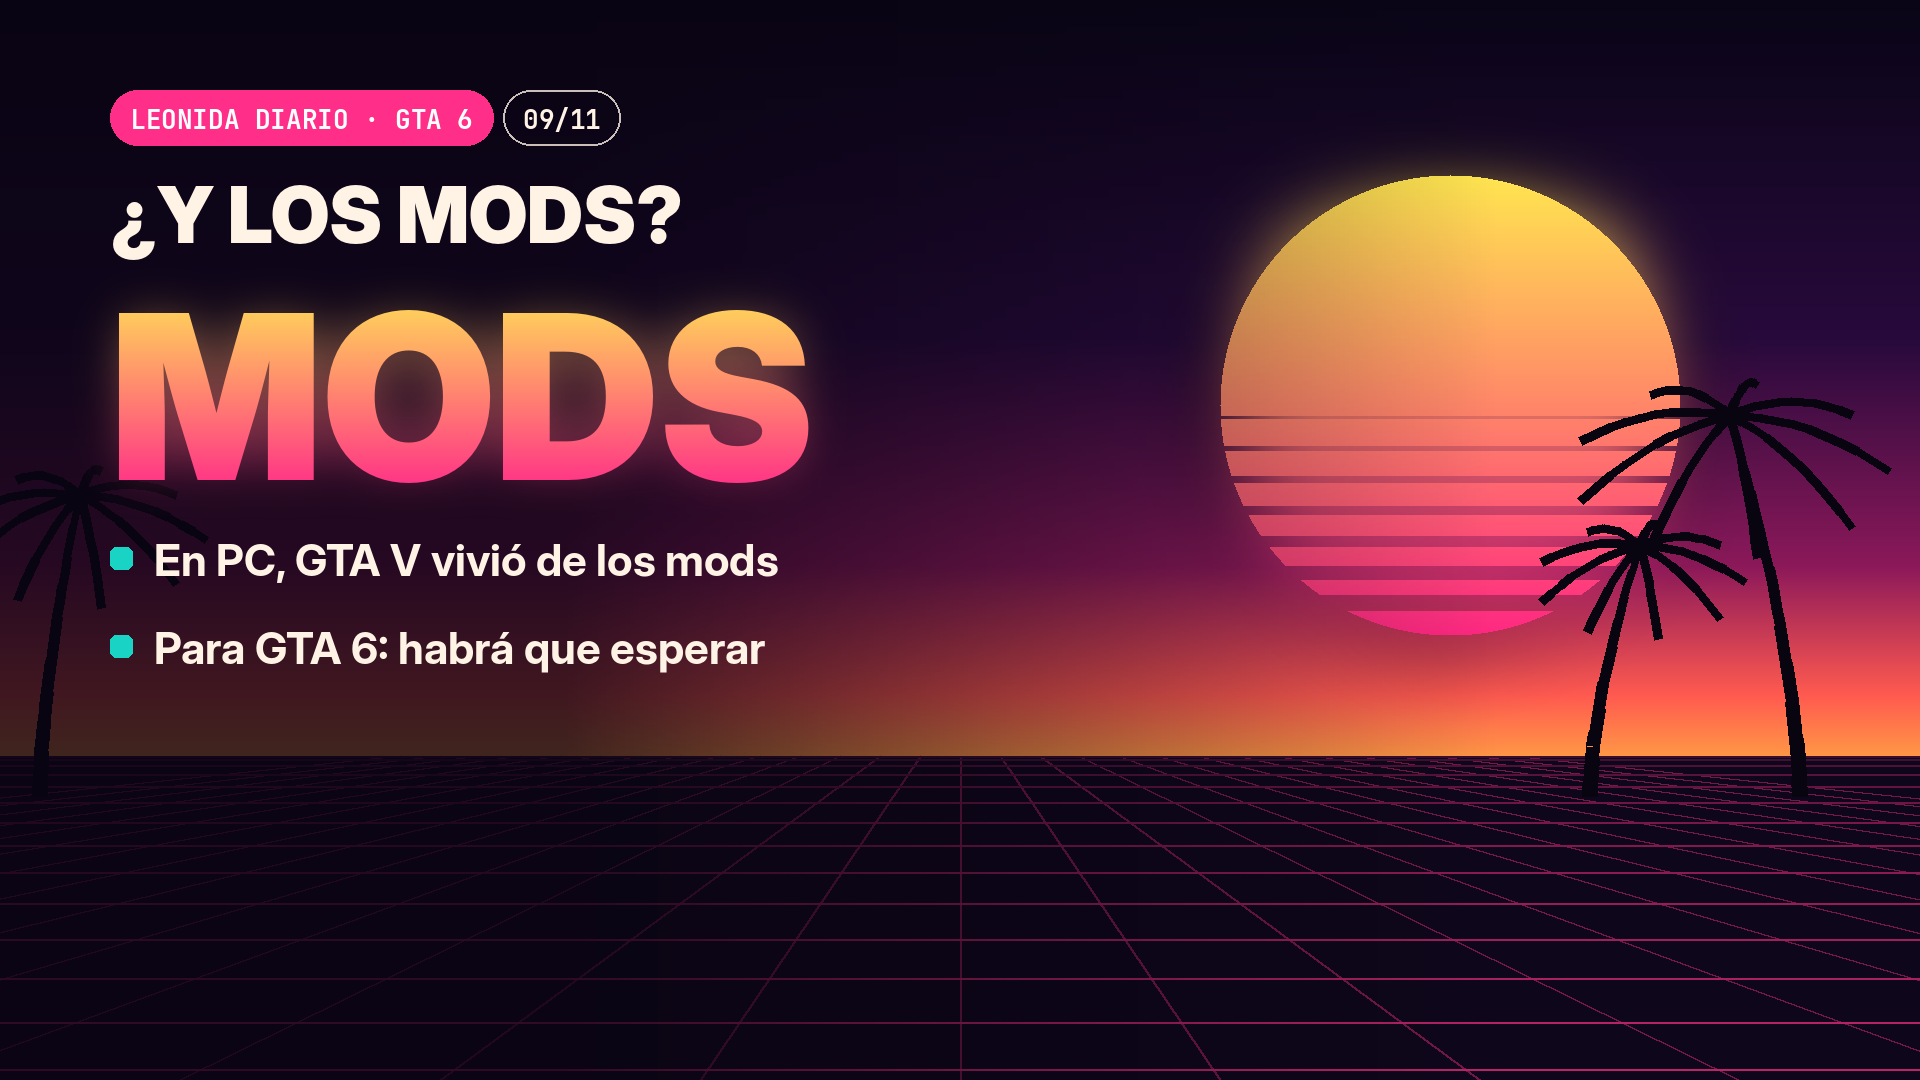 LEONIDA DIARIO · GTA 6 09/11
¿Y LOS MODS?
MODS
En PC, GTA V vivió de los mods
Para GTA 6: habrá que esperar